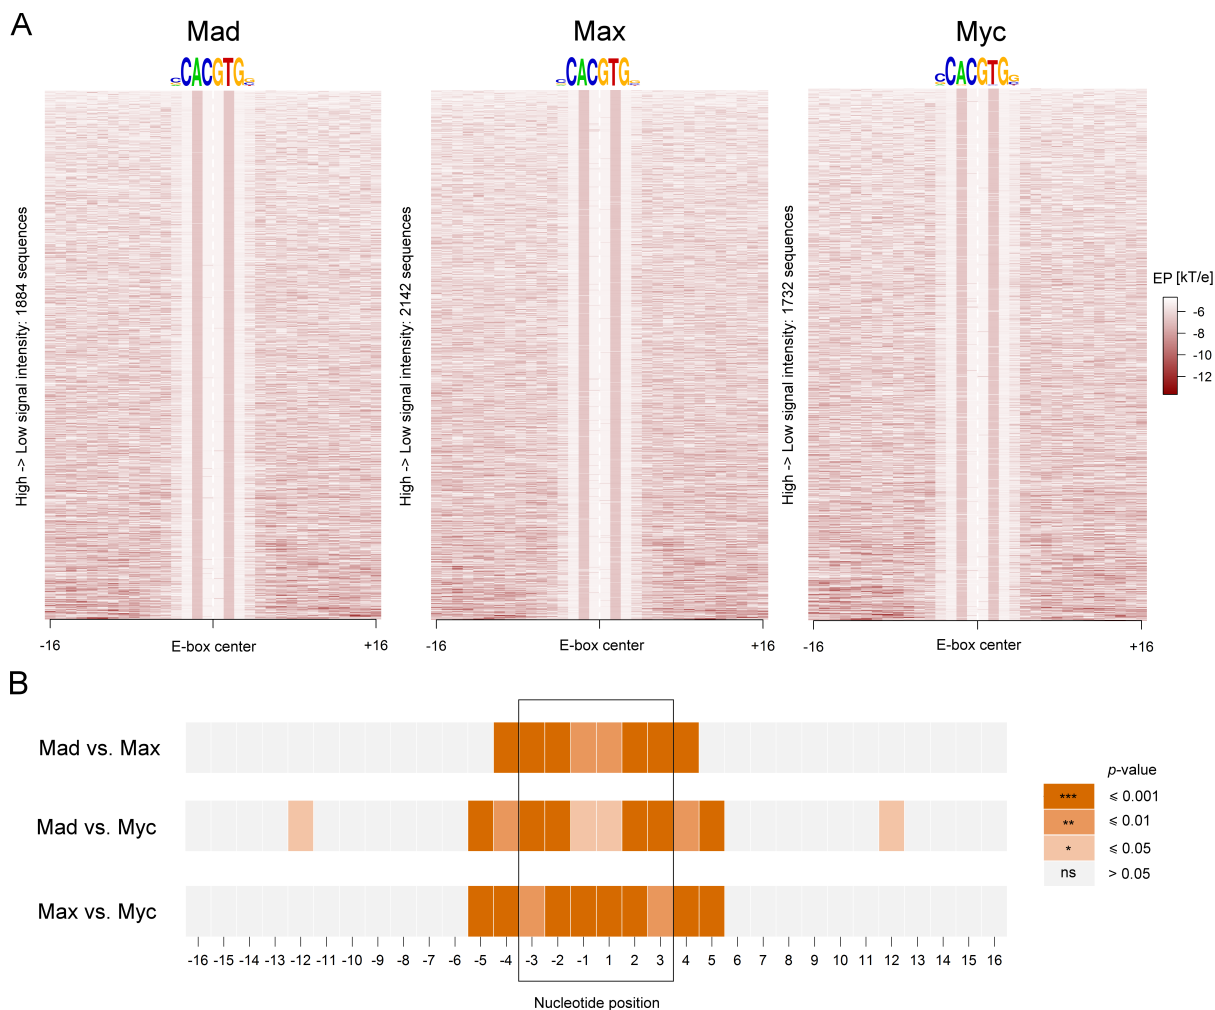 A
Mad
Max
Myc
CCACGTGG
CCACGTGG
CCACGTGG
High -> Low signal intensity: 1884 sequences
High -> Low signal intensity: 2142 sequences
High -> Low signal intensity: 1732 sequences
EP [kT/e]
-6
-8
-10
-12
-16
E-box center
+16
-16
E-box center
+16
-16
E-box center
+16
B
Mad vs. Max
Mad vs. Myc
Max vs. Myc
p-value
*** ⩽ 0.001
** ⩽ 0.01
* ⩽ 0.05
ns > 0.05
-16 -15 -14 -13 -12 -11 -10 -9 -8 -7 -6 -5 -4 -3 -2 -1 1 2 3 4 5 6 7 8 9 10 11 12 13 14 15 16
Nucleotide position